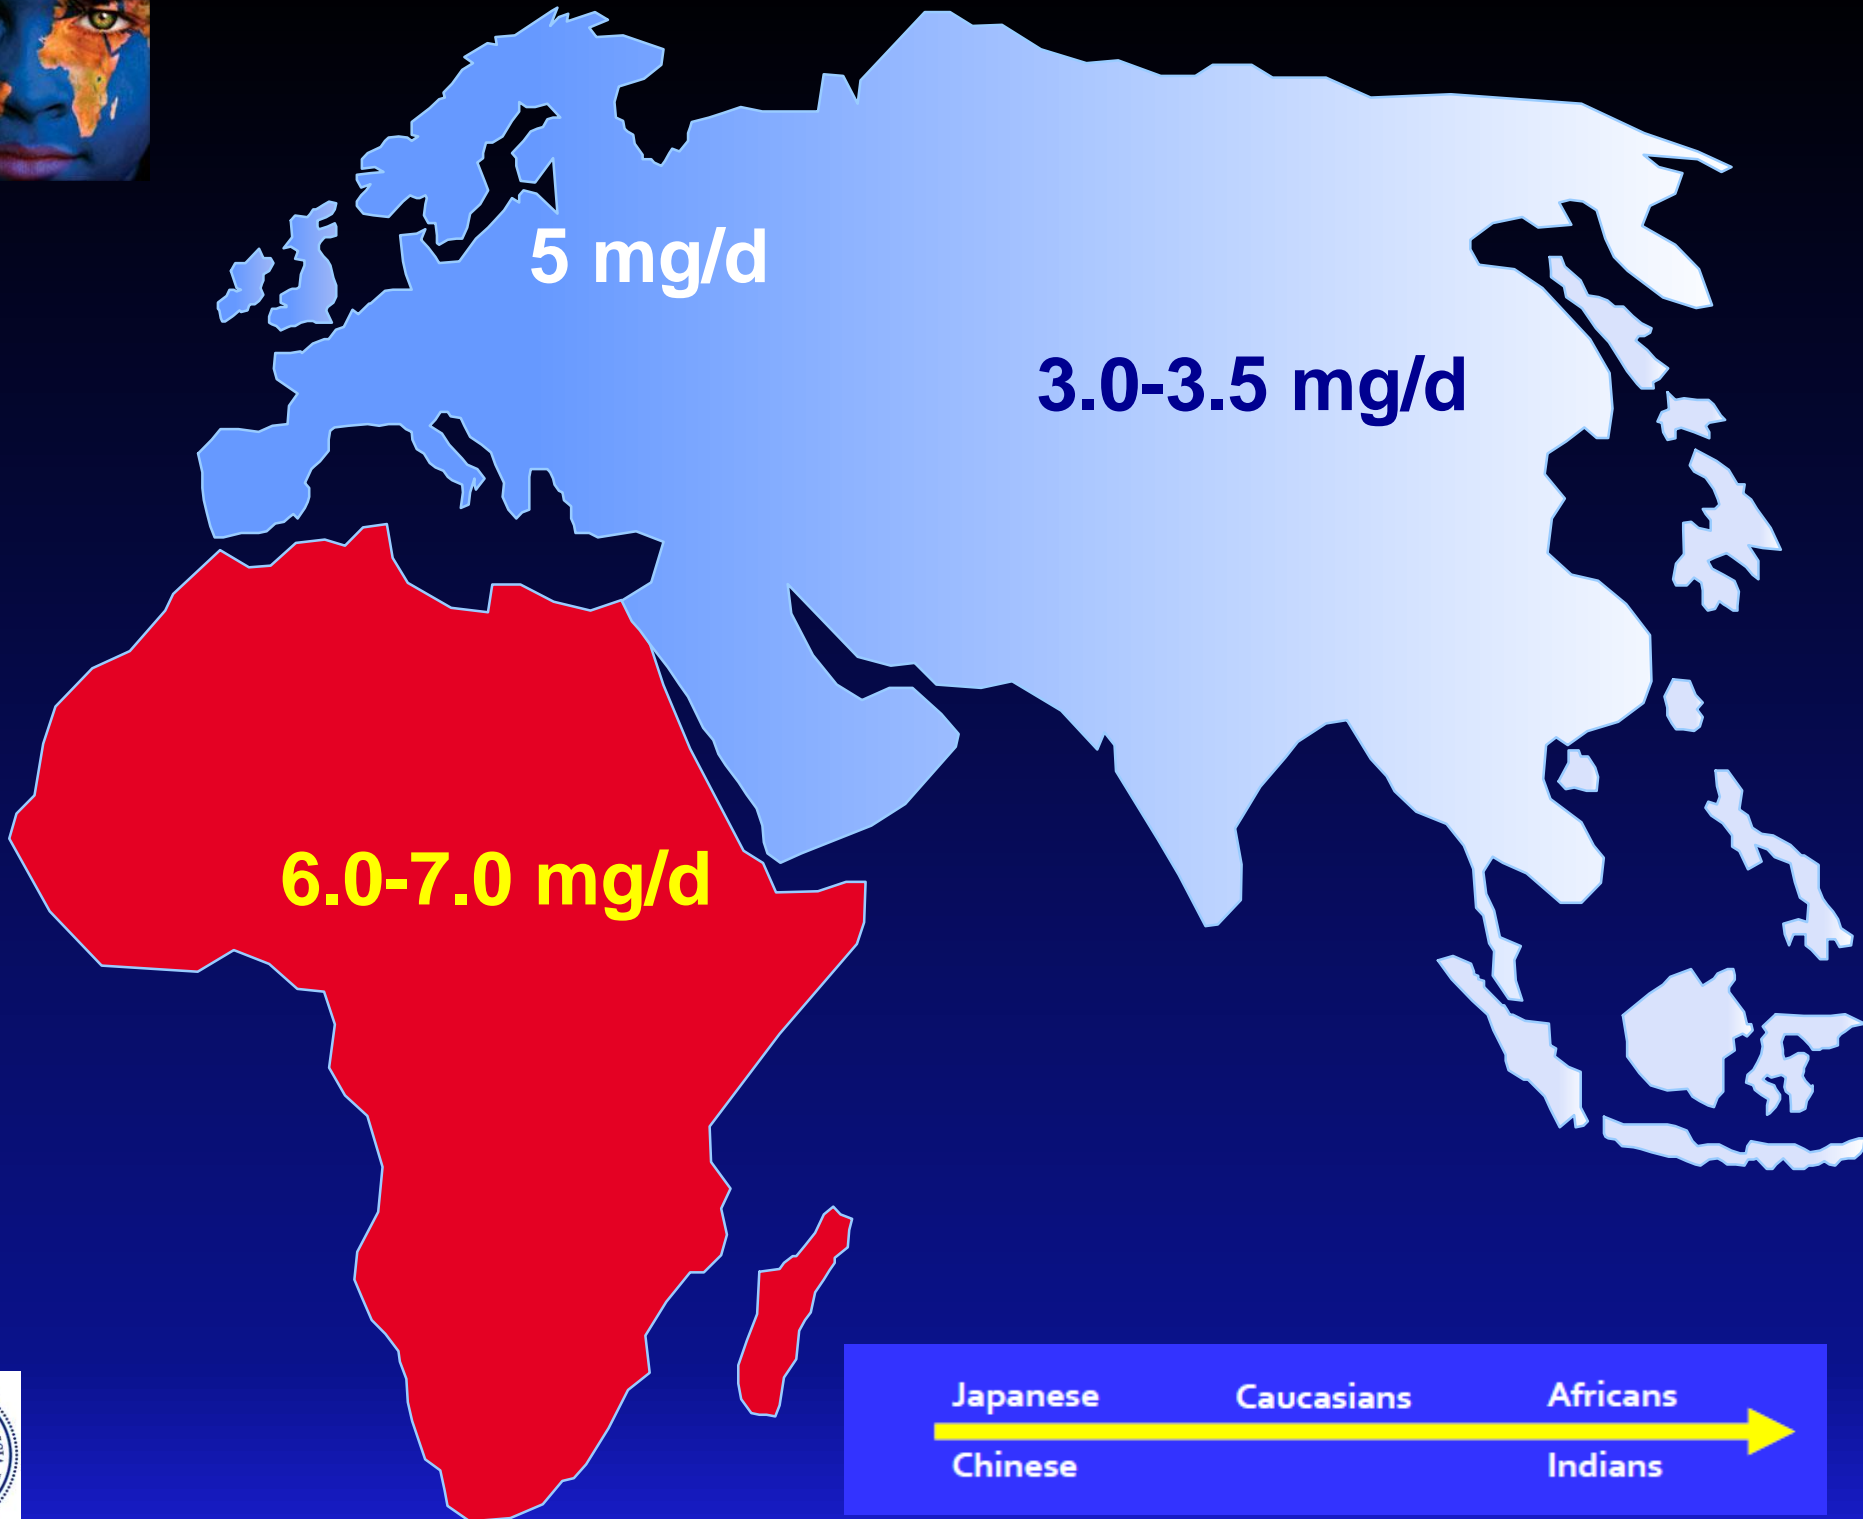 5 mg/d
3.0-3.5 mg/d
6.0-7.0 mg/d
Japanese Caucasians Africans
Chinese Indians